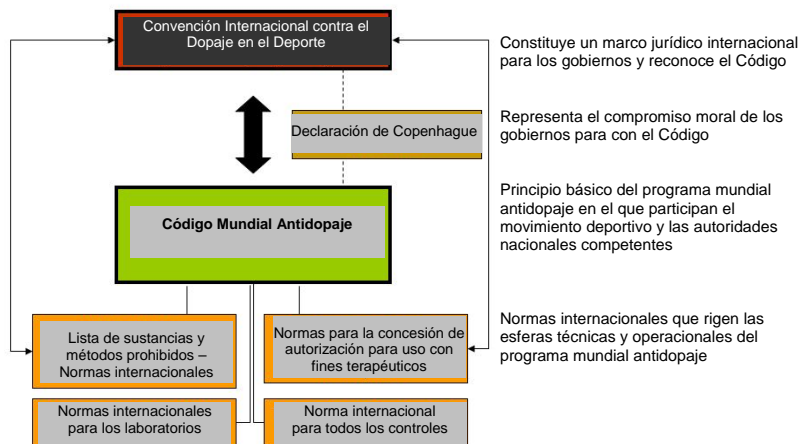 Convención Internacional contra el
Dopaje en el Deporte
Constituye un marco jurídico internacional
para los gobiernos y reconoce el Código
Declaración de Copenhague
Representa el compromiso moral de los
gobiernos para con el Código
Código Mundial Antidopaje
Principio básico del programa mundial
antidopaje en el que participan el
movimiento deportivo y las autoridades
nacionales competentes
Lista de sustancias y
métodos prohibidos –
Normas internacionales
Normas para la concesión de
autorización para uso con
fines terapéuticos
Normas internacionales que rigen las
esferas técnicas y operacionales del
programa mundial antidopaje
Normas internacionales
para los laboratorios
Norma internacional
para todos los controles